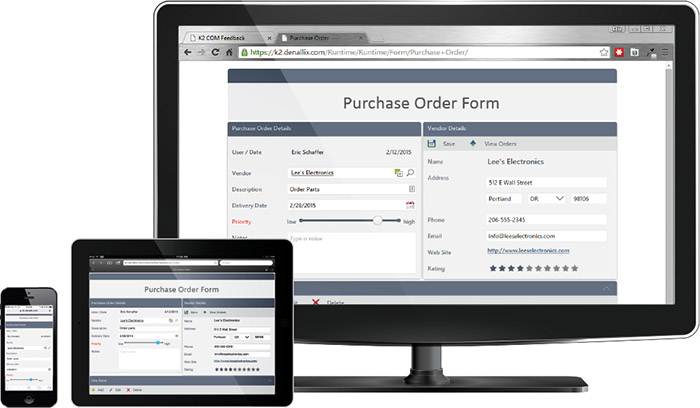 K2 COM Feedback
Purchase Order
https://k2.denallix.com/Runtime/Runtime/Form/Purchase+Order/
Purchase Order Form
Purchase Order Details
User / Date Eric Schaffer 2/12/2015
Vendor Lee's Electronics
Description Order Parts
Delivery Date 2/20/2015
Priority low high
Notes Type a value
Vendor Details
Save View Orders
Name Lee's Electronics
Address 512 E Wall Street
Portland OR 98106
Phone 206-555-2345
Email info@leeselectronics.com
Web Site http://www.leeselectronics.com
Rating
Delete
Purchase Order Form
Purchase Order Details
User / Date Eric Schaffer 2/12/2015
Vendor Lee's Electronics
Description Order parts
Delivery Date
Priority low high
Notes
Vendor Details
Save View Orders
Name Lee's Electronics
Address 512 E Wall Street
Portland OR 98106
Phone 206-555-2345
Email info@leeselectronics.com
Web Site http://www.leeselectronics.com
Rating
Add Edit Delete